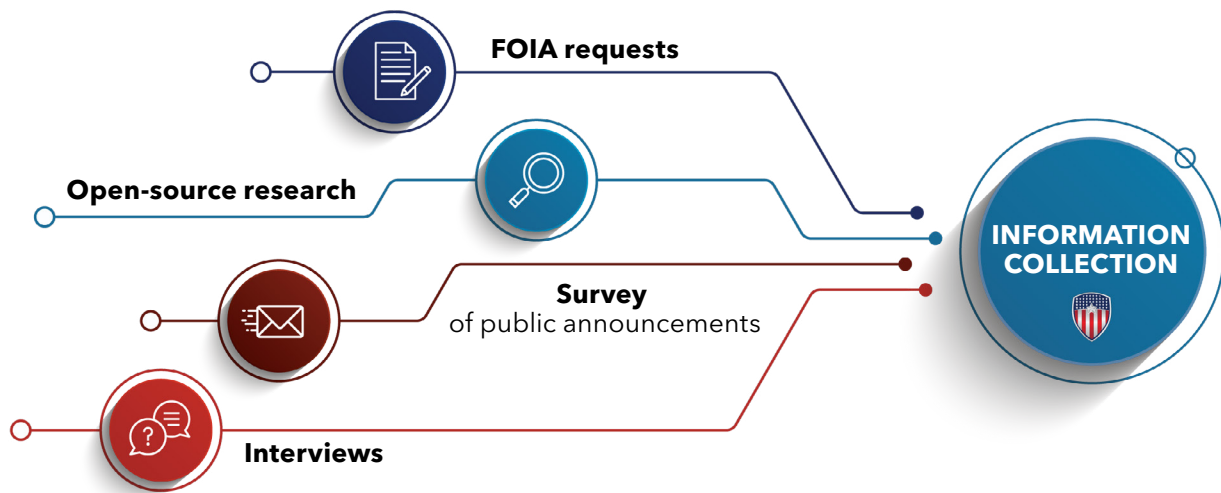 FOIA requests
Open-source research
INFORMATION
COLLECTION
Survey
of public announcements
?
Interviews